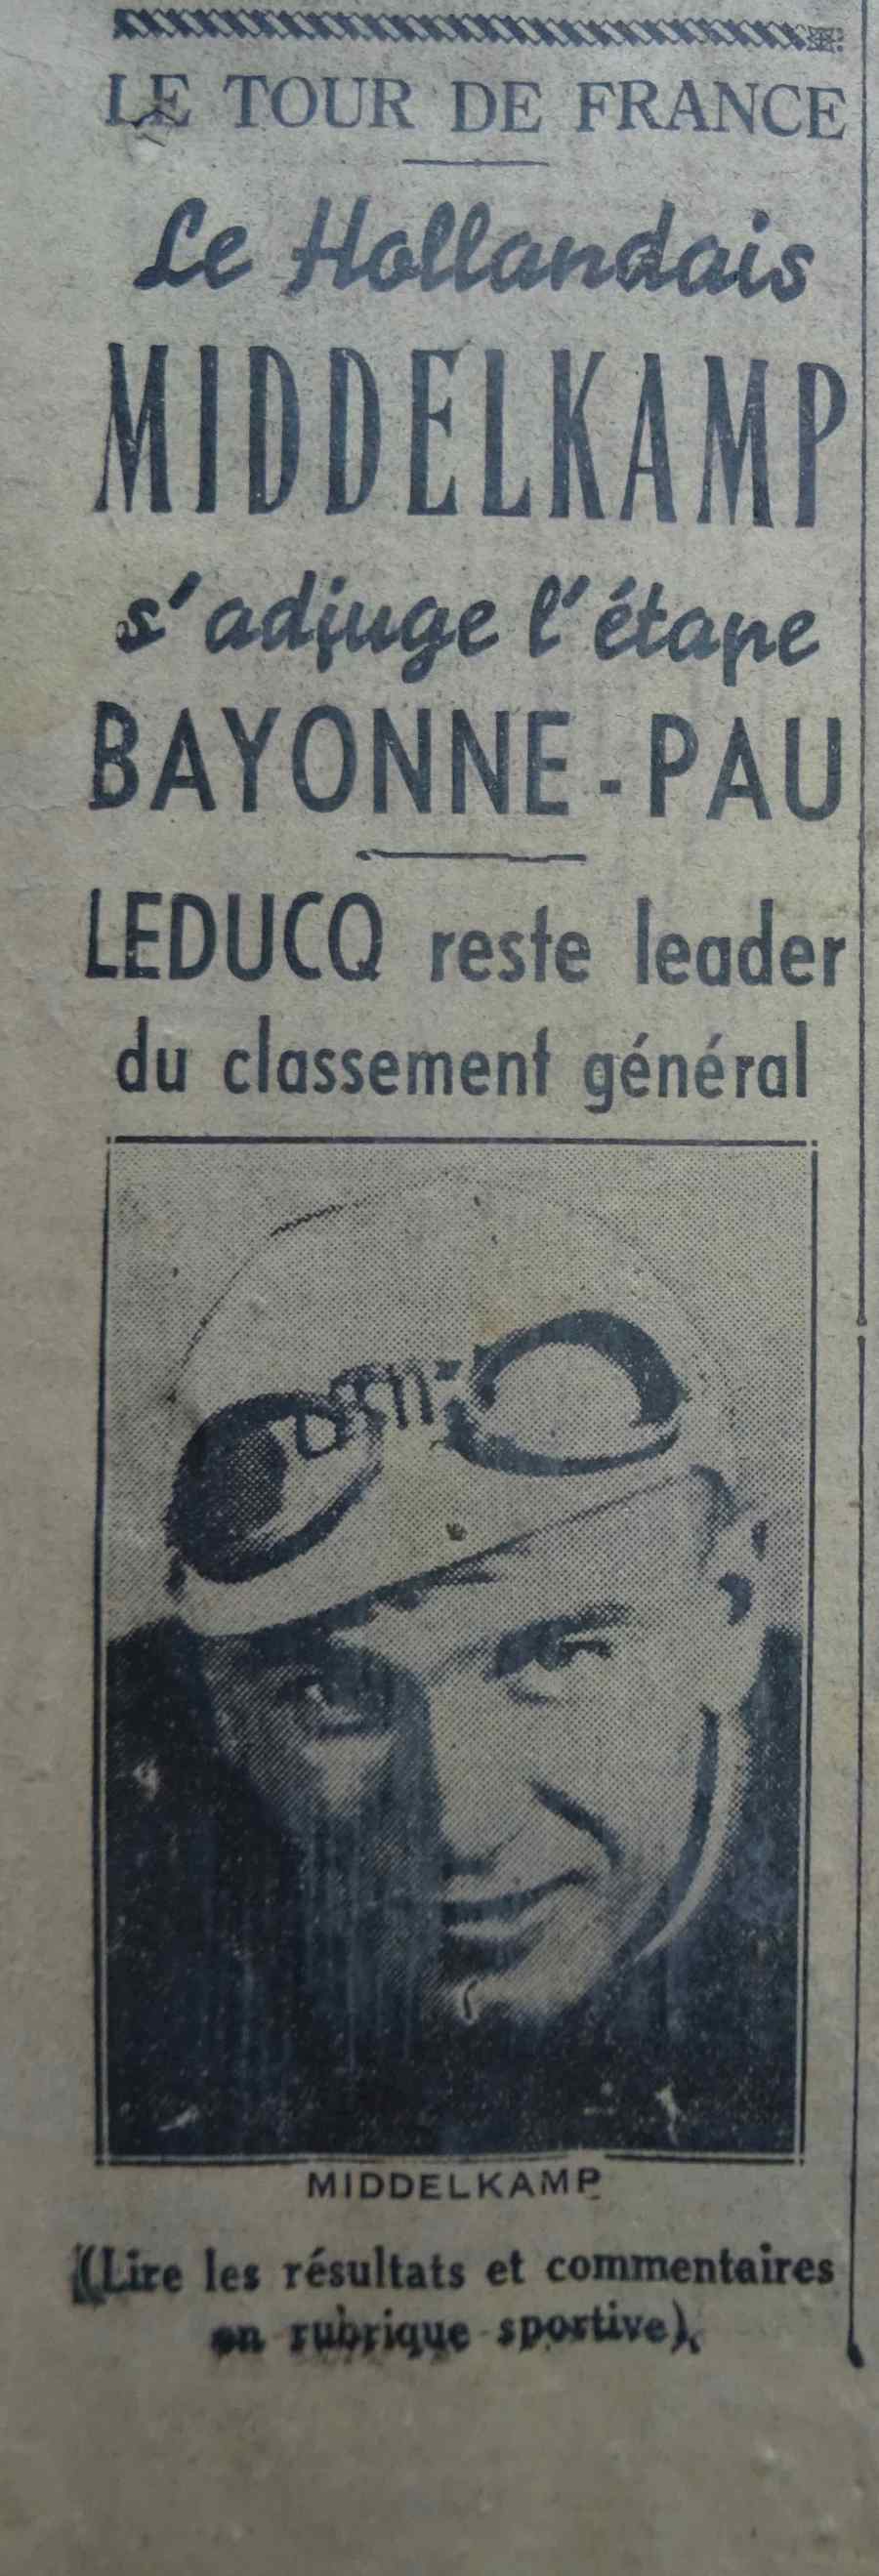 LE TOUR DE FRANCE
Le Hollandais
MIDDELKAMP
s'adjuge l'étape
BAYONNE-PAU
LEDUCQ reste leader
du classement général
MIDDELKAMP
(Lire les résultats et commentaires
en rubrique sportive).